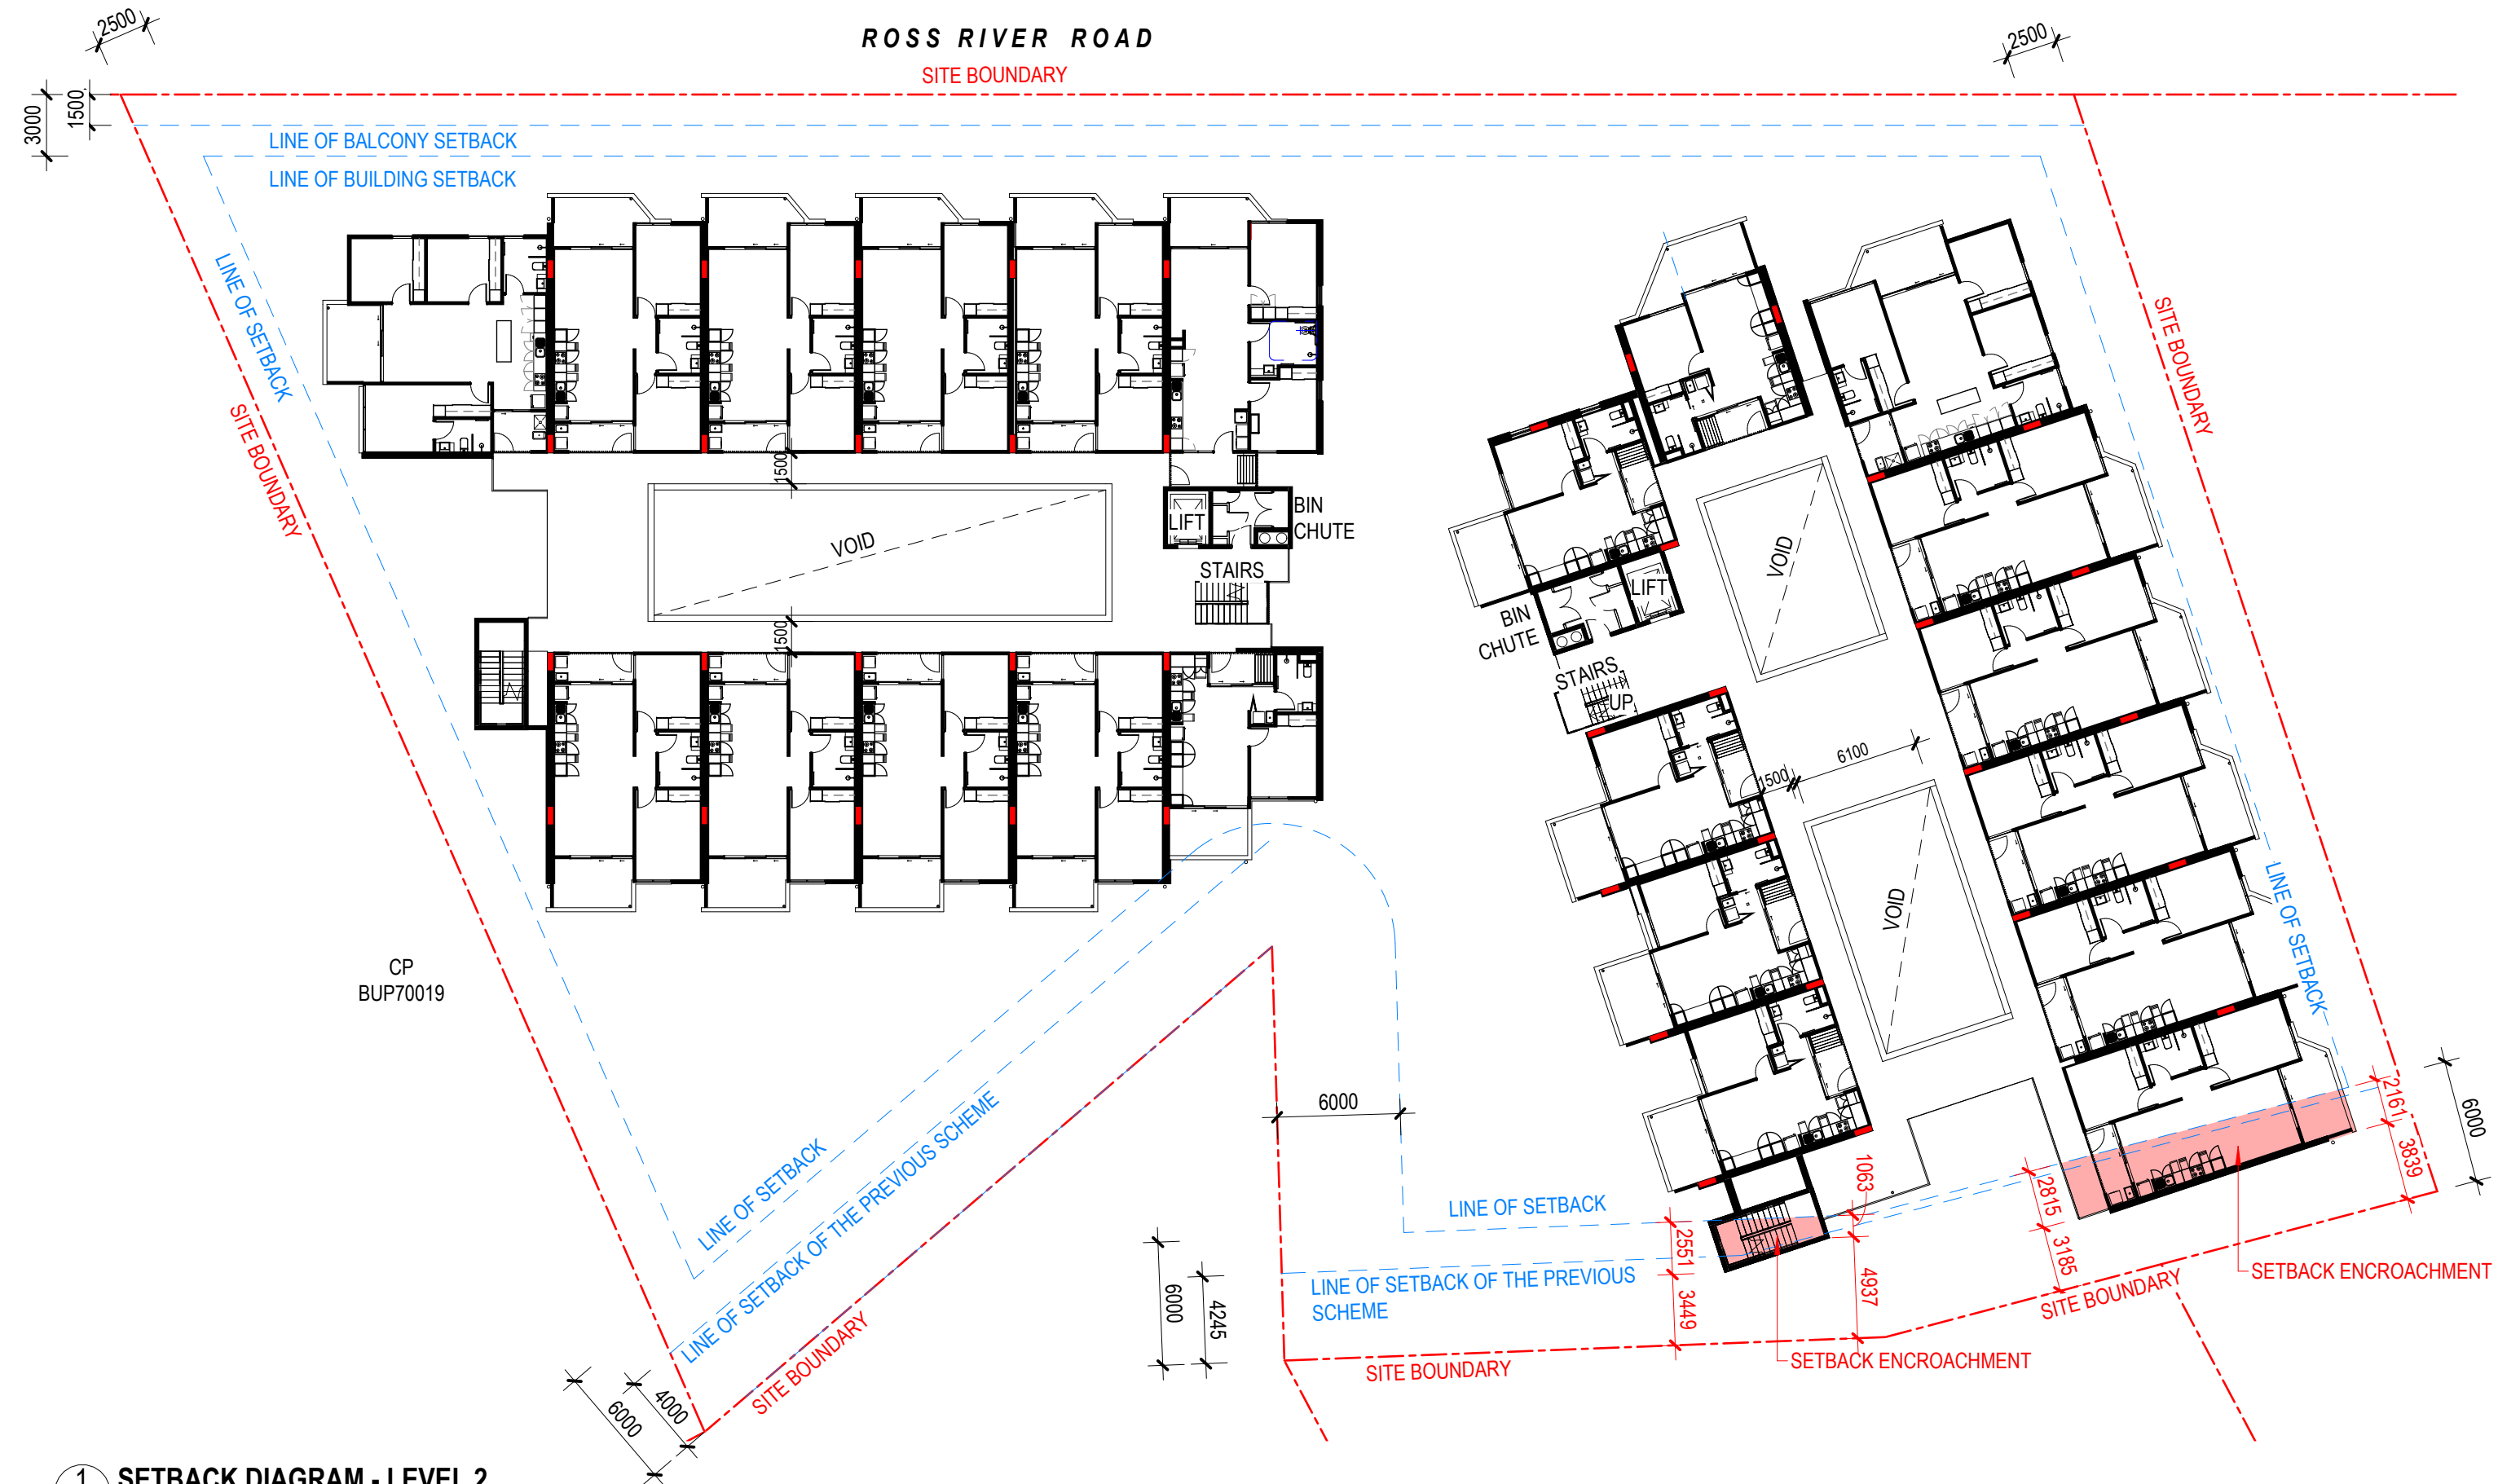 2500
ROSS RIVER ROAD
2500
SITE BOUNDARY
3000
1500
LINE OF BALCONY SETBACK
LINE OF BUILDING SETBACK
LINE OF SETBACK
SITE BOUNDARY
SITE BOUNDARY
1500
VOID
LIFT
BIN
CHUTE
STAIRS
1500
VOID
LIFT
BIN
CHUTE
STAIRS
UP
1500
6100
VOID
LINE OF SETBACK
CP
BUP70019
6000
LINE OF SETBACK
LINE OF SETBACK OF THE PREVIOUS SCHEME
SITE BOUNDARY
6000
4000
6000
4245
LINE OF SETBACK
LINE OF SETBACK OF THE PREVIOUS
SCHEME
2551
3449
1063
4937
2815
3185
2161
3839
6000
SETBACK ENCROACHMENT
SITE BOUNDARY
SETBACK ENCROACHMENT
SITE BOUNDARY
1
SETBACK DIAGRAM - LEVEL 2